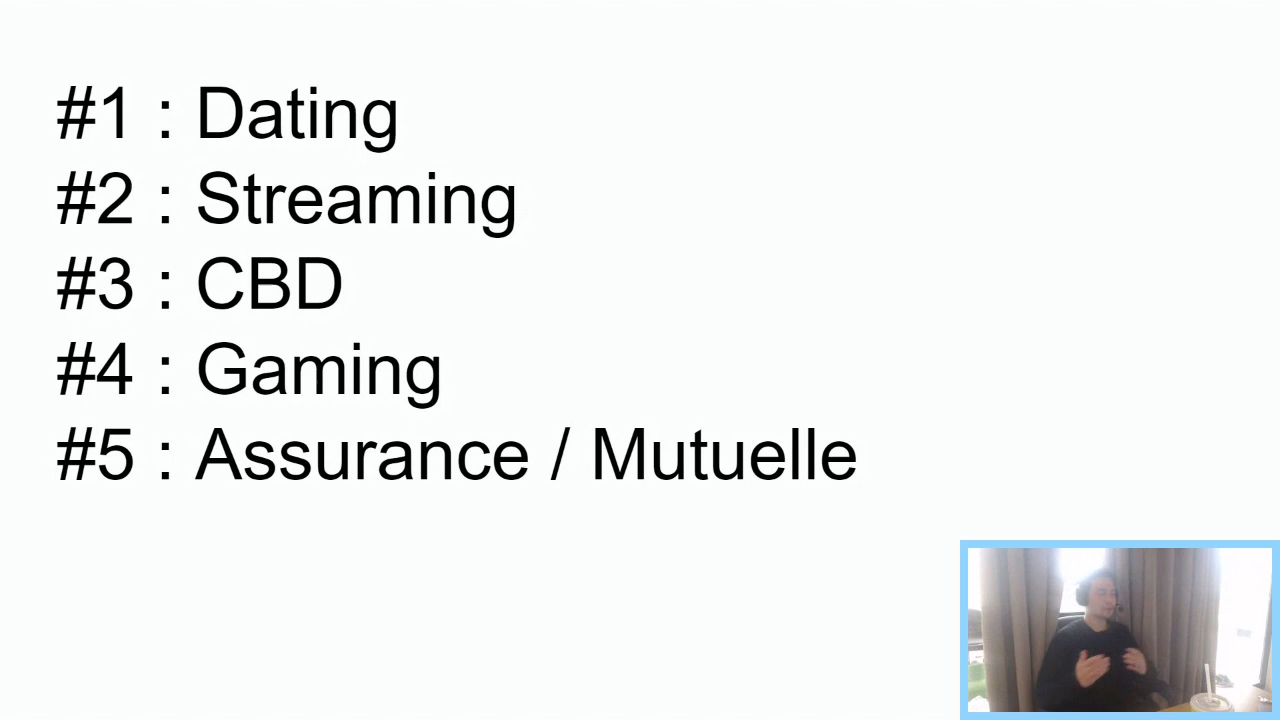 #1 : Dating
#2 : Streaming
#3 : CBD
#4 : Gaming
#5 : Assurance / Mutuelle